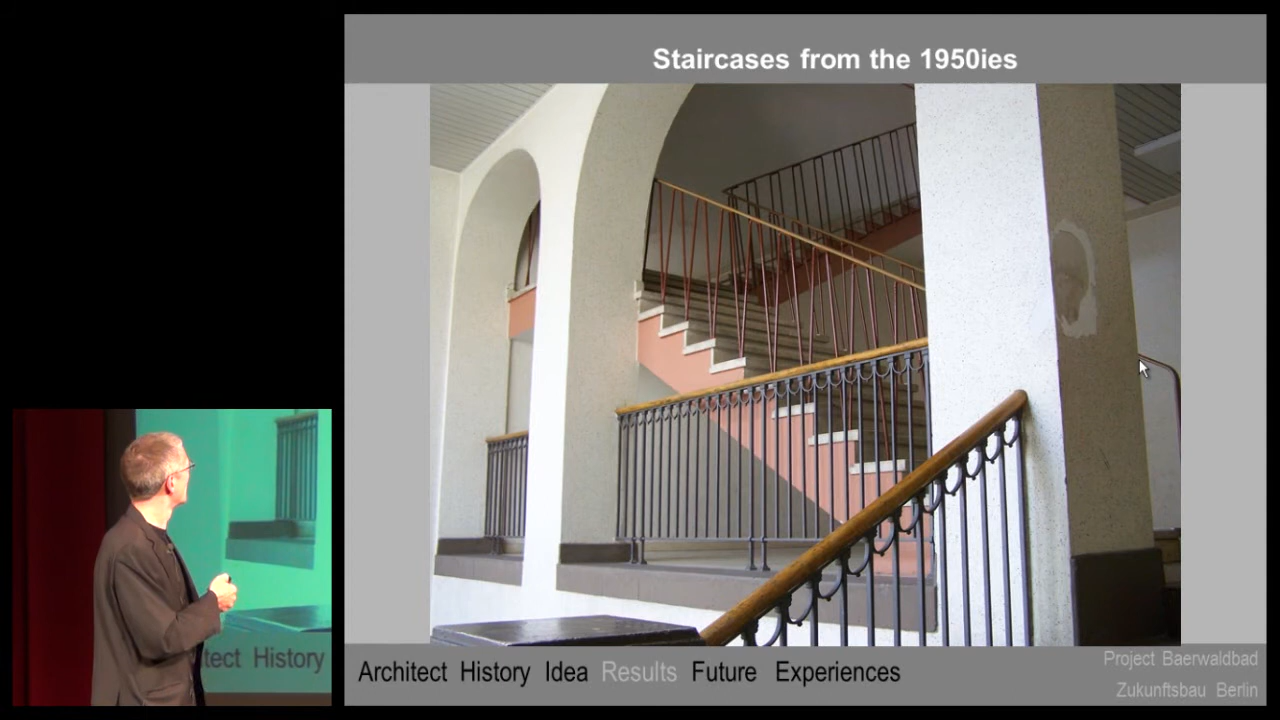 Staircases from the 1950ies
Architect History Idea Results Future Experiences
Project Baerwaldbad
Zukunftsbau Berlin
tect History